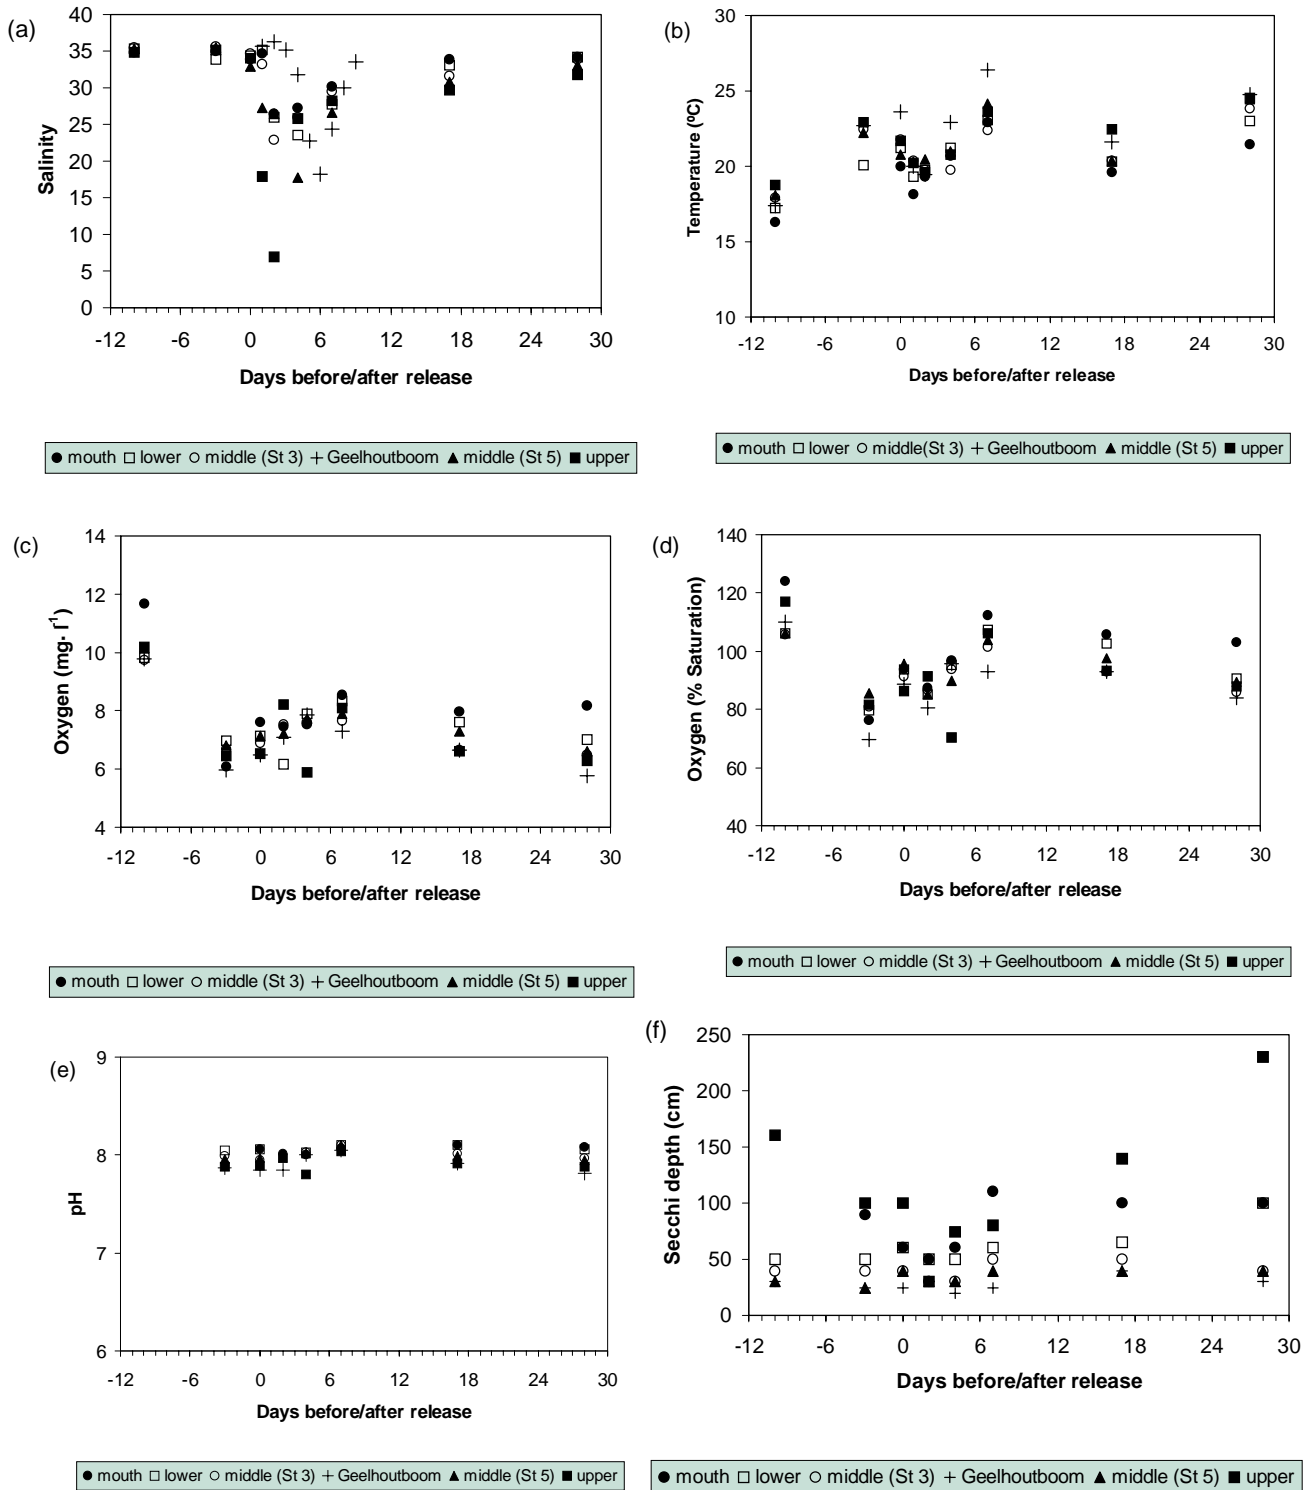 (a)
40
35
30
25
20
15
10
5
0
Salinity
-12 -6 0 6 12 18 24 30
Days before/after release
● mouth □ lower ○ middle (St 3) + Geelhoutboom ▲ middle (St 5) ■ upper
(b)
30
25
20
15
10
Temperature (ºC)
-12 -6 0 6 12 18 24 30
Days before/after release
● mouth □ lower ○ middle(St 3) + Geelhoutboom ▲ middle (St 5) ■ upper
(c)
14
12
10
8
6
4
Oxygen (mg· l¹)
-12 -6 0 6 12 18 24 30
Days before/after release
● mouth □ lower ○ middle (St 3) + Geelhoutboom ▲ middle (St 5) ■ upper
(d)
140
120
100
80
60
40
Oxygen (% Saturation)
-12 -6 0 6 12 18 24 30
Days before/after release
● mouth □ lower ○ middle (St 3) + Geelhoutboom ▲ middle (St 5) ■ upper
(e)
9
8
7
6
pH
-12 -6 0 6 12 18 24 30
Days before/after release
● mouth □ lower ○ middle (St 3) + Geelhoutboom ▲ middle (St 5) ■ upper
(f)
250
200
150
100
50
0
Secchi depth (cm)
-12 -6 0 6 12 18 24 30
Days before/after release
● mouth □ lower ○ middle (St 3) + Geelhoutboom ▲ middle (St 5) ■ upper